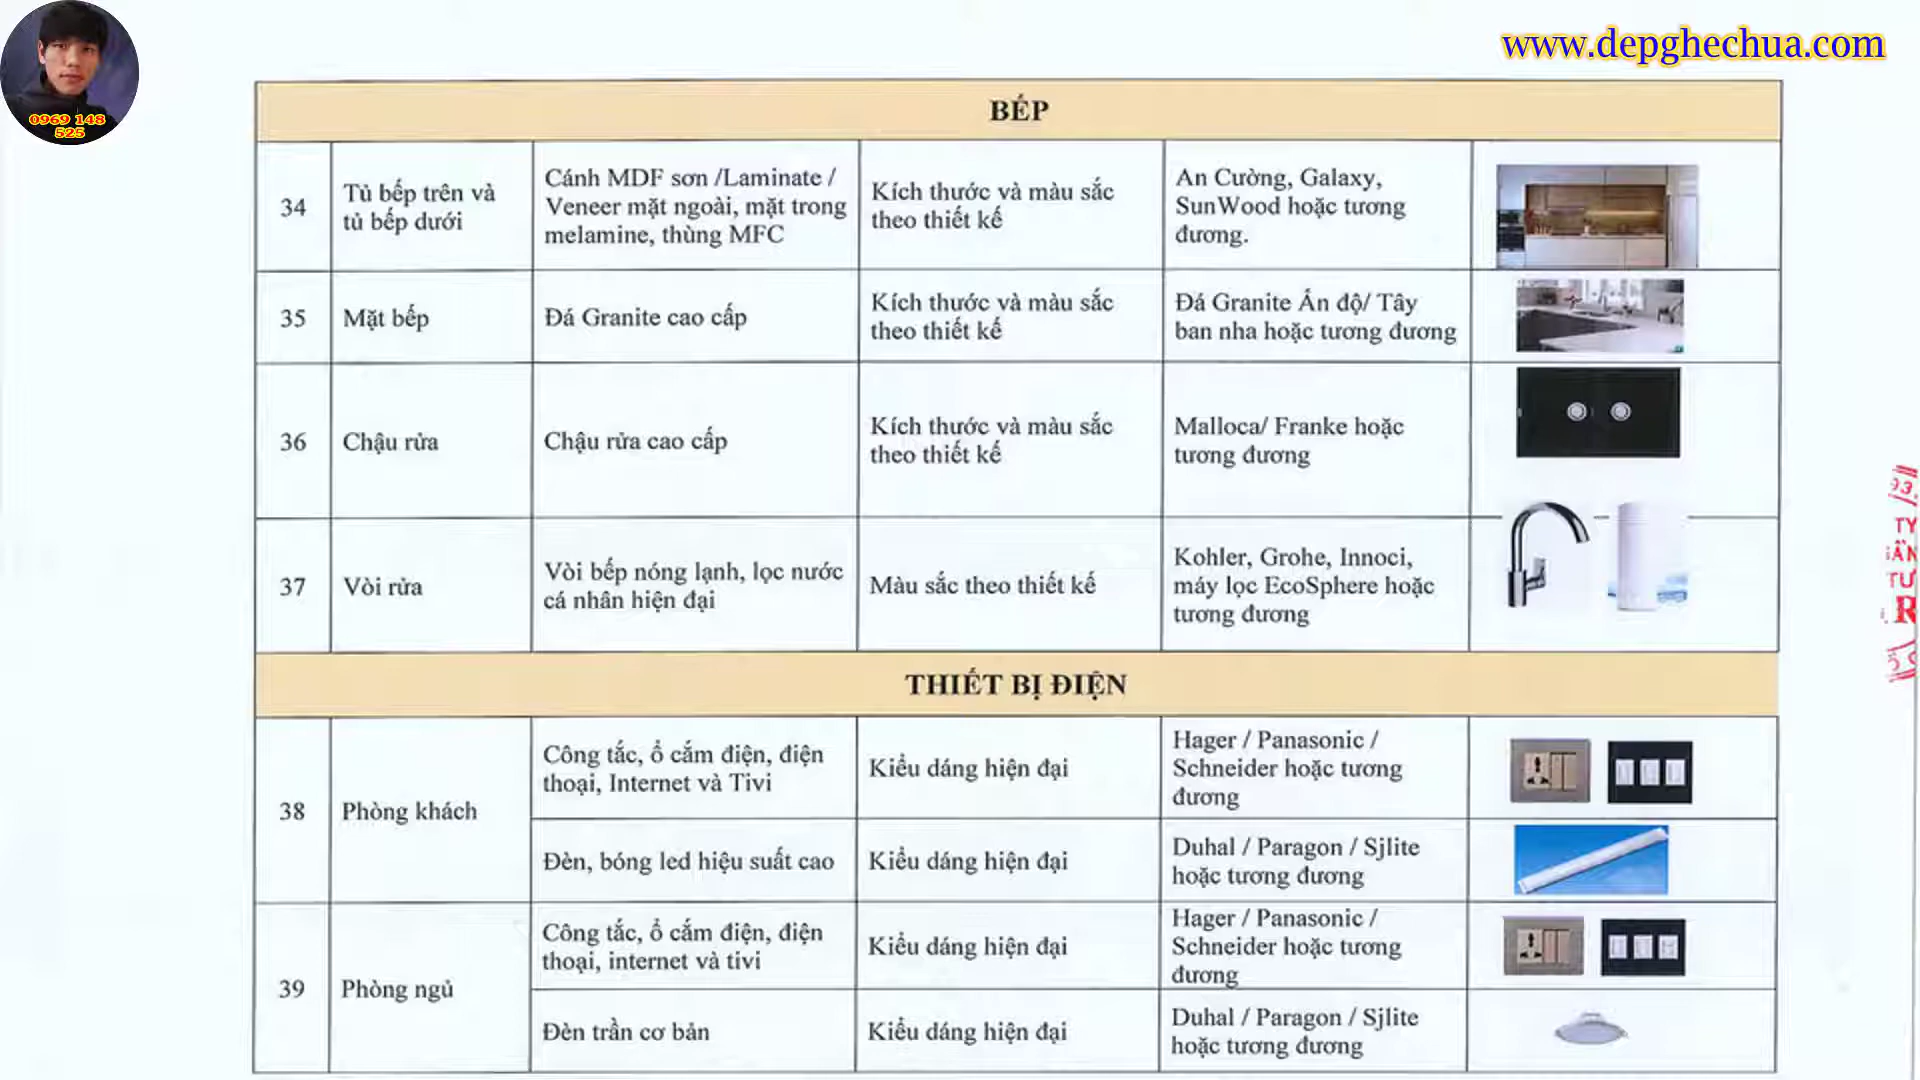 www.depghechua.com
0969 148
525
BẾP
34
Tủ bếp trên và
tủ bếp dưới
Cánh MDF sơn /Laminate /
Veneer mặt ngoài, mặt trong
melamine, thùng MFC
Kích thước và màu sắc
theo thiết kế
An Cường, Galaxy,
SunWood hoặc tương
đương.
35
Mặt bếp
Đá Granite cao cấp
Kích thước và màu sắc
theo thiết kế
Đá Granite Ấn độ/ Tây
ban nha hoặc tương đương
36
Chậu rửa
Chậu rửa cao cấp
Kích thước và màu sắc
theo thiết kế
Malloca/ Franke hoặc
tương đương
37
Vòi rửa
Vòi bếp nóng lạnh, lọc nước
cá nhân hiện đại
Màu sắc theo thiết kế
Kohler, Grohe, Innoci,
máy lọc EcoSphere hoặc
tương đương
THIẾT BỊ ĐIỆN
38
Phòng khách
Công tắc, ổ cắm điện, điện
thoại, Internet và Tivi
Kiểu dáng hiện đại
Hager / Panasonic /
Schneider hoặc tương
đương
Đèn, bóng led hiệu suất cao
Kiểu dáng hiện đại
Duhal / Paragon / Sjlite
hoặc tương đương
39
Phòng ngủ
Công tắc, ổ cắm điện, điện
thoại, internet và tivi
Kiểu dáng hiện đại
Hager / Panasonic /
Schneider hoặc tương
đương
Đèn trần cơ bản
Kiểu dáng hiện đại
Duhal / Paragon / Sjlite
hoặc tương đương
93.
TY
TƯ
R